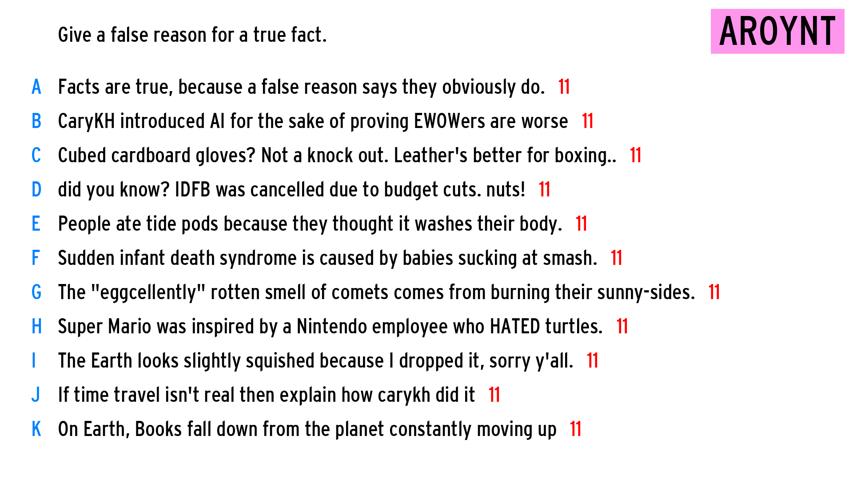 Give a false reason for a true fact.
AROYNT
A Facts are true, because a false reason says they obviously do. 11
B CaryKH introduced AI for the sake of proving EWOWers are worse 11
C Cubed cardboard gloves? Not a knock out. Leather's better for boxing.. 11
D did you know? IDFB was cancelled due to budget cuts. nuts! 11
E People ate tide pods because they thought it washes their body. 11
F Sudden infant death syndrome is caused by babies sucking at smash. 11
G The "eggcellently" rotten smell of comets comes from burning their sunny-sides. 11
H Super Mario was inspired by a Nintendo employee who HATED turtles. 11
I The Earth looks slightly squished because I dropped it, sorry y'all. 11
J If time travel isn't real then explain how carykh did it 11
K On Earth, Books fall down from the planet constantly moving up 11